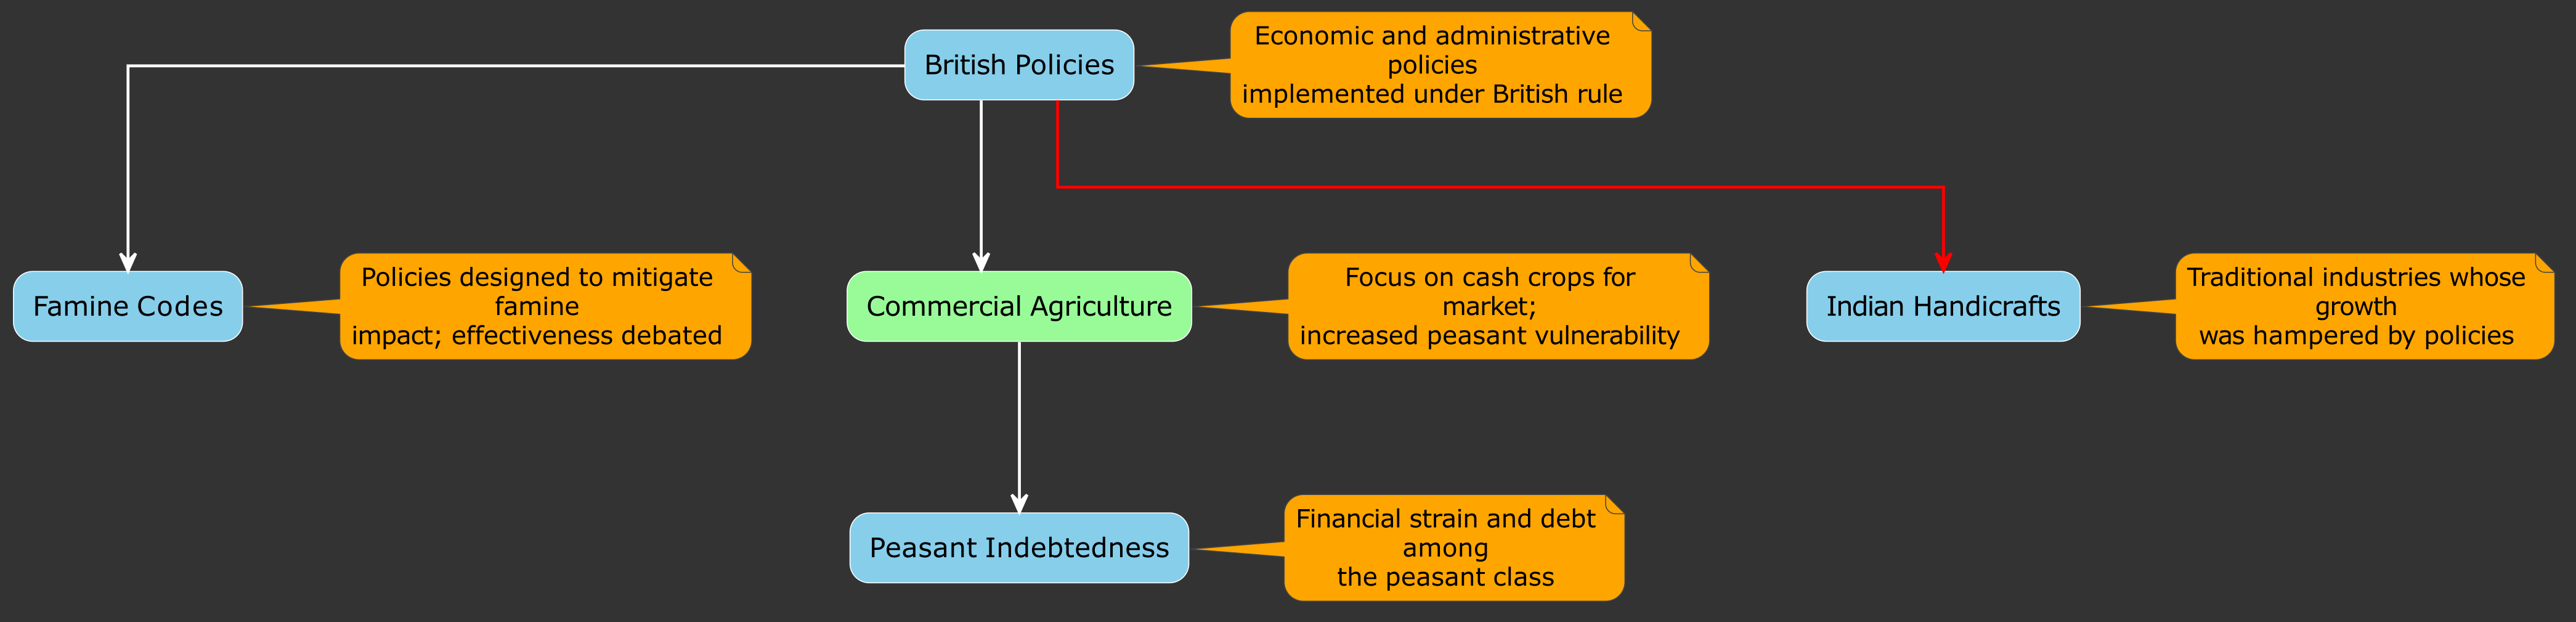 British Policies
Economic and administrative
policies
implemented under British rule
Famine Codes
Policies designed to mitigate
famine
impact; effectiveness debated
Commercial Agriculture
Focus on cash crops for
market;
increased peasant vulnerability
Indian Handicrafts
Traditional industries whose
growth
was hampered by policies
Peasant Indebtedness
Financial strain and debt
among
the peasant class